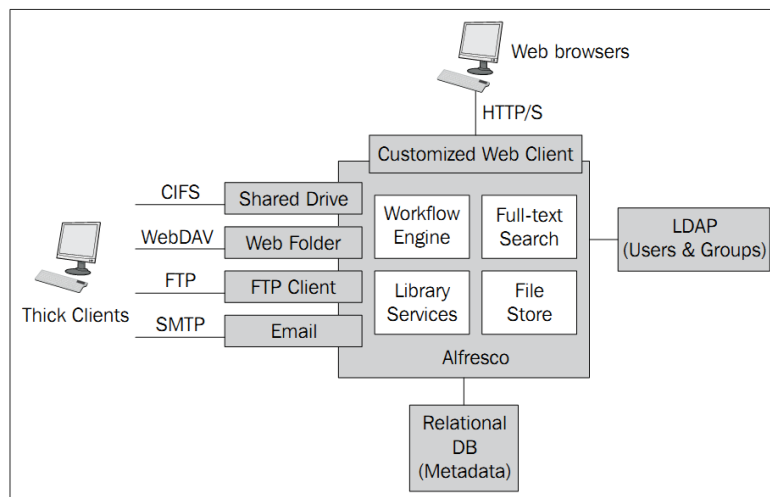 Web browsers
HTTP/S
Customized Web Client
CIFS
Shared Drive
WebDAV
Web Folder
FTP
FTP Client
SMTP
Email
Thick Clients
Workflow
Engine
Full-text
Search
Library
Services
File
Store
Alfresco
LDAP
(Users & Groups)
Relational
DB
(Metadata)